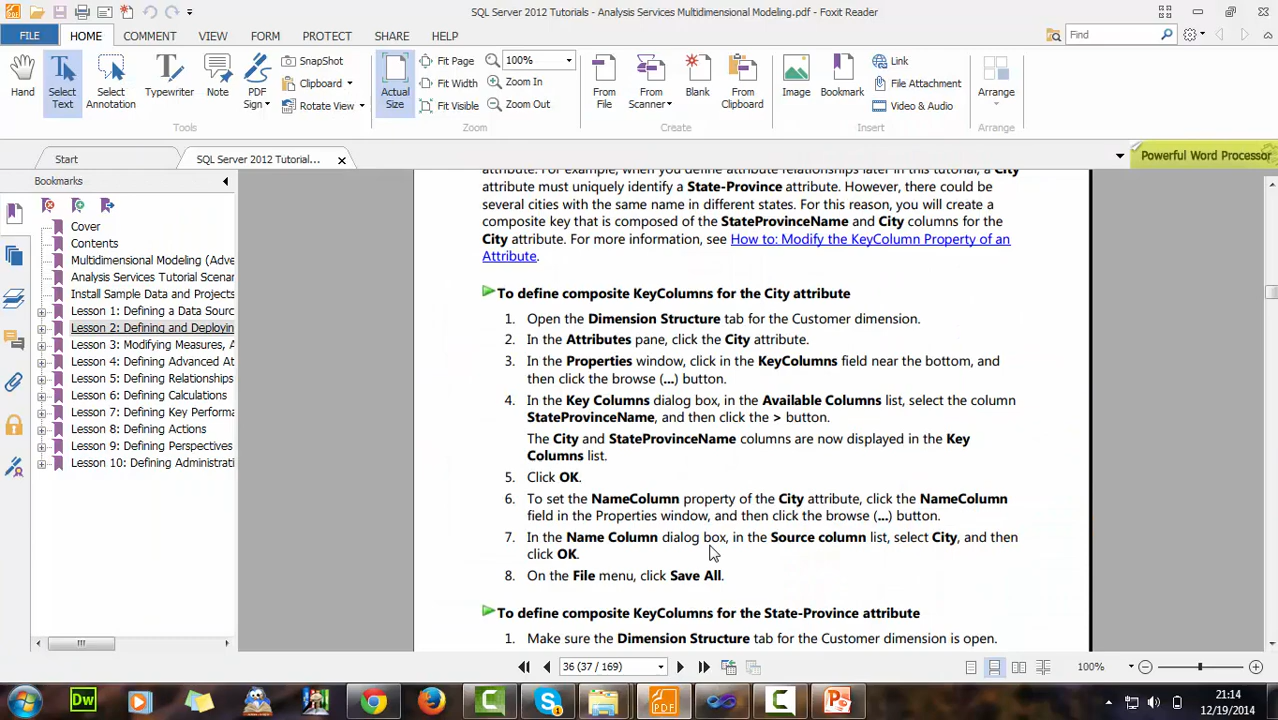 SQL Server 2012 Tutorials - Analysis Services Multidimensional Modeling.pdf - Foxit Reader
FILE HOME COMMENT VIEW FORM PROTECT SHARE HELP Find
Hand
Select Text
Select Annotation
Typewriter
Note
PDF Sign
SnapShot
Clipboard
Rotate View
Tools
Actual Size
Fit Page
Fit Width
Fit Visible
100%
Zoom In
Zoom Out
Zoom
From File
From Scanner
Blank
From Clipboard
Create
Image
Bookmark
Link
File Attachment
Video & Audio
Insert
Arrange
Arrange
Start
SQL Server 2012 Tutorial...
Powerful Word Processor
Bookmarks
Cover
Contents
Multidimensional Modeling (Adve
Analysis Services Tutorial Scenar
Install Sample Data and Projects
Lesson 1: Defining a Data Sourc
Lesson 2: Defining and Deployin
Lesson 3: Modifying Measures, A
Lesson 4: Defining Advanced At
Lesson 5: Defining Relationships
Lesson 6: Defining Calculations
Lesson 7: Defining Key Performa
Lesson 8: Defining Actions
Lesson 9: Defining Perspectives
Lesson 10: Defining Administrati
attribute. For example, when you define attribute relationships later in this tutorial, a City
attribute must uniquely identify a State-Province attribute. However, there could be
several cities with the same name in different states. For this reason, you will create a
composite key that is composed of the StateProvinceName and City columns for the
City attribute. For more information, see How to: Modify the KeyColumn Property of an
Attribute.
To define composite KeyColumns for the City attribute
1. Open the Dimension Structure tab for the Customer dimension.
2. In the Attributes pane, click the City attribute.
3. In the Properties window, click in the KeyColumns field near the bottom, and
then click the browse (...) button.
4. In the Key Columns dialog box, in the Available Columns list, select the column
StateProvinceName, and then click the > button.
The City and StateProvinceName columns are now displayed in the Key
Columns list.
5. Click OK.
6. To set the NameColumn property of the City attribute, click the NameColumn
field in the Properties window, and then click the browse (...) button.
7. In the Name Column dialog box, in the Source column list, select City, and then
click OK.
8. On the File menu, click Save All.
To define composite KeyColumns for the State-Province attribute
1. Make sure the Dimension Structure tab for the Customer dimension is open.
36 (37 / 169)
100%
Dw
PDF
21:14
12/19/2014